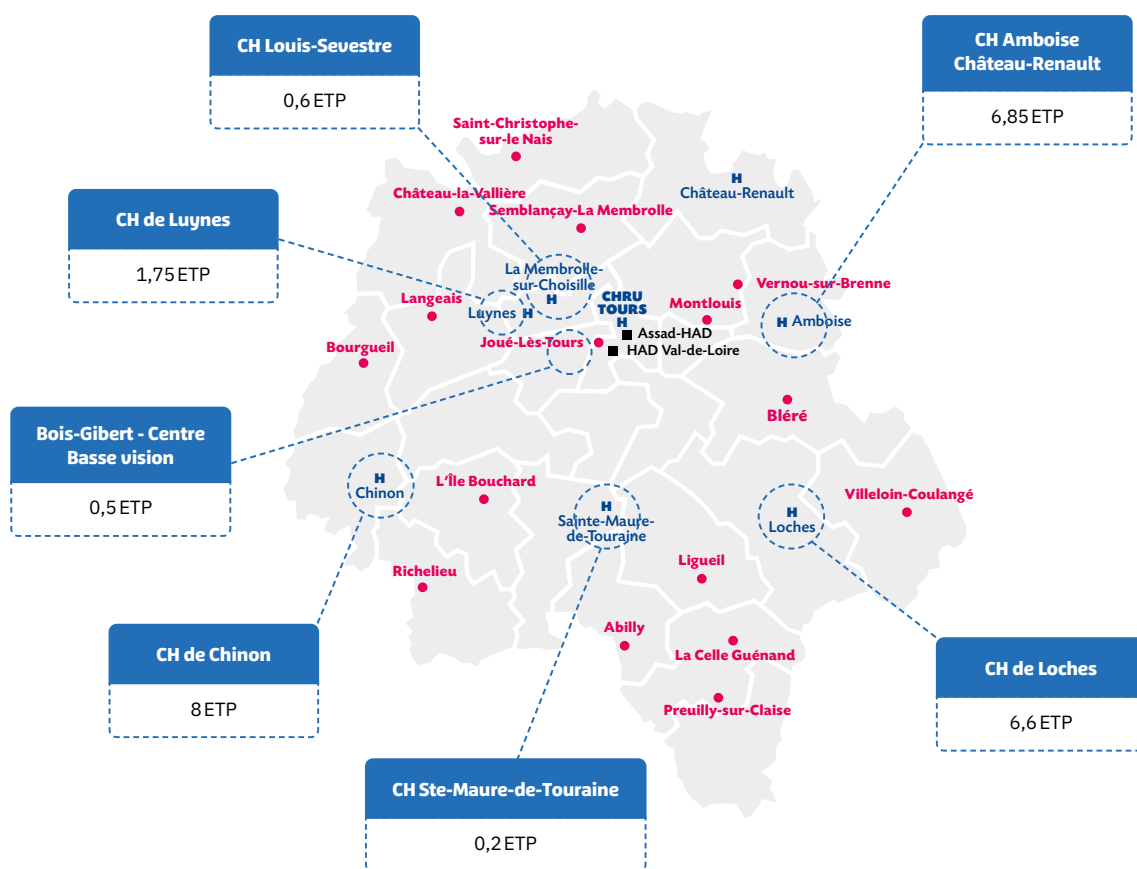 CH Louis-Sevestre
0,6 ETP
CH Amboise
Château-Renault
6,85 ETP
Saint-Christophe-
sur-le Nais
H
Château-Renault
Château-la-Vallière
Semblançay-La Membrolle
CH de Luynes
1,75 ETP
La Membrolle-
sur-Choisille
H
Vernou-sur-Brenne
Langeais
Luynes H
CHRU
TOURS
H
Montlouis
H Amboise
Assad-HAD
Joué-Lès-Tours
HAD Val-de-Loire
Bourgueil
Bléré
Bois-Gibert - Centre
Basse vision
0,5 ETP
H
Chinon
L'Île Bouchard
H
Sainte-Maure-
de-Touraine
H
Loches
Villeloin-Coulangé
Richelieu
Ligueil
Abilly
La Celle Guénand
Preuilly-sur-Claise
CH de Chinon
8 ETP
CH de Loches
6,6 ETP
CH Ste-Maure-de-Touraine
0,2 ETP